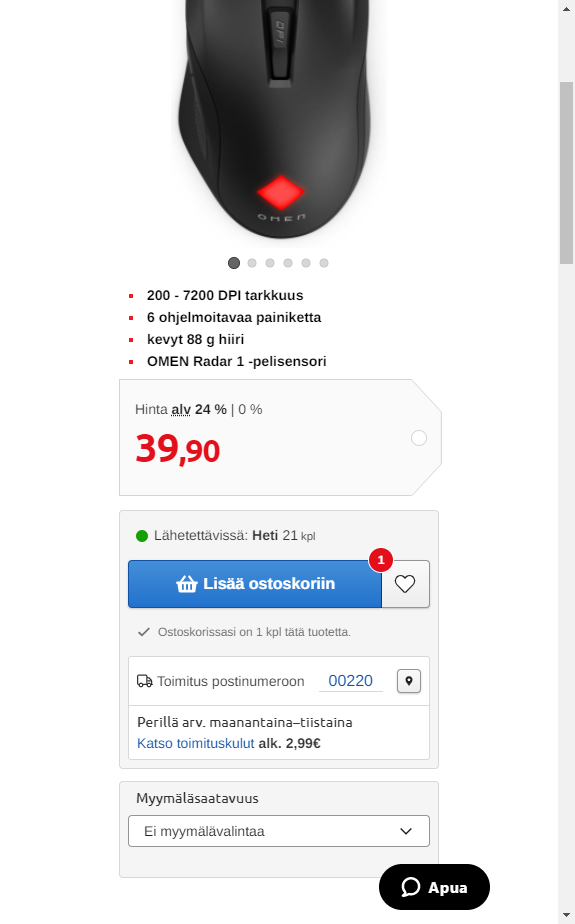 DPI
OMEN
200 - 7200 DPI tarkkuus
6 ohjelmoitavaa painiketta
kevyt 88 g hiiri
OMEN Radar 1 -pelisensori
Hinta alv 24 % | 0 %
39,90
Lähetettävissä: Heti 21 kpl
1
Lisää ostoskoriin
Ostoskorissasi on 1 kpl tätä tuotetta.
Toimitus postinumeroon 00220
Perillä arv. maanantaina–tiistaina
Katso toimituskulut alk. 2,99€
Myymäläsaatavuus
Ei myymälävalintaa
Apua